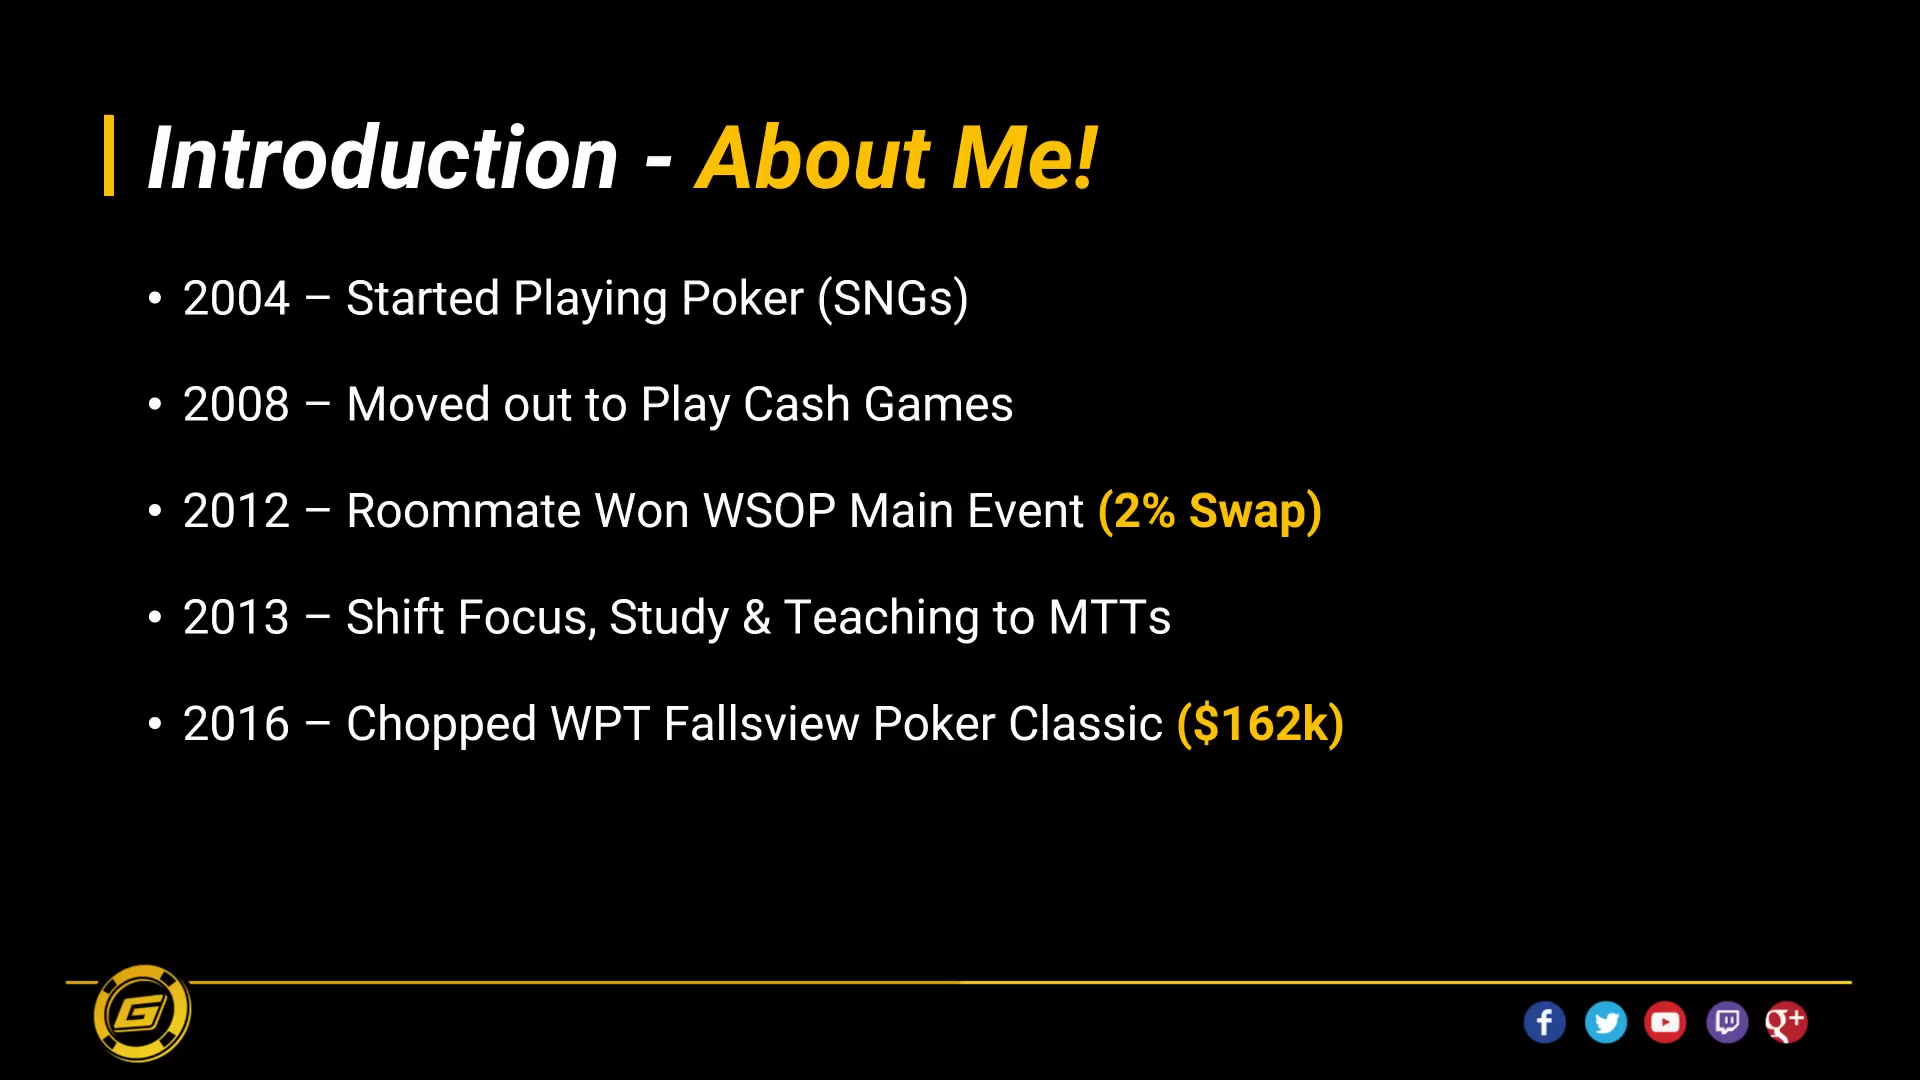 Introduction - About Me!
• 2004 – Started Playing Poker (SNGs)
• 2008 – Moved out to Play Cash Games
• 2012 – Roommate Won WSOP Main Event (2% Swap)
• 2013 – Shift Focus, Study & Teaching to MTTs
• 2016 – Chopped WPT Fallsview Poker Classic ($162k)
G
f
g+